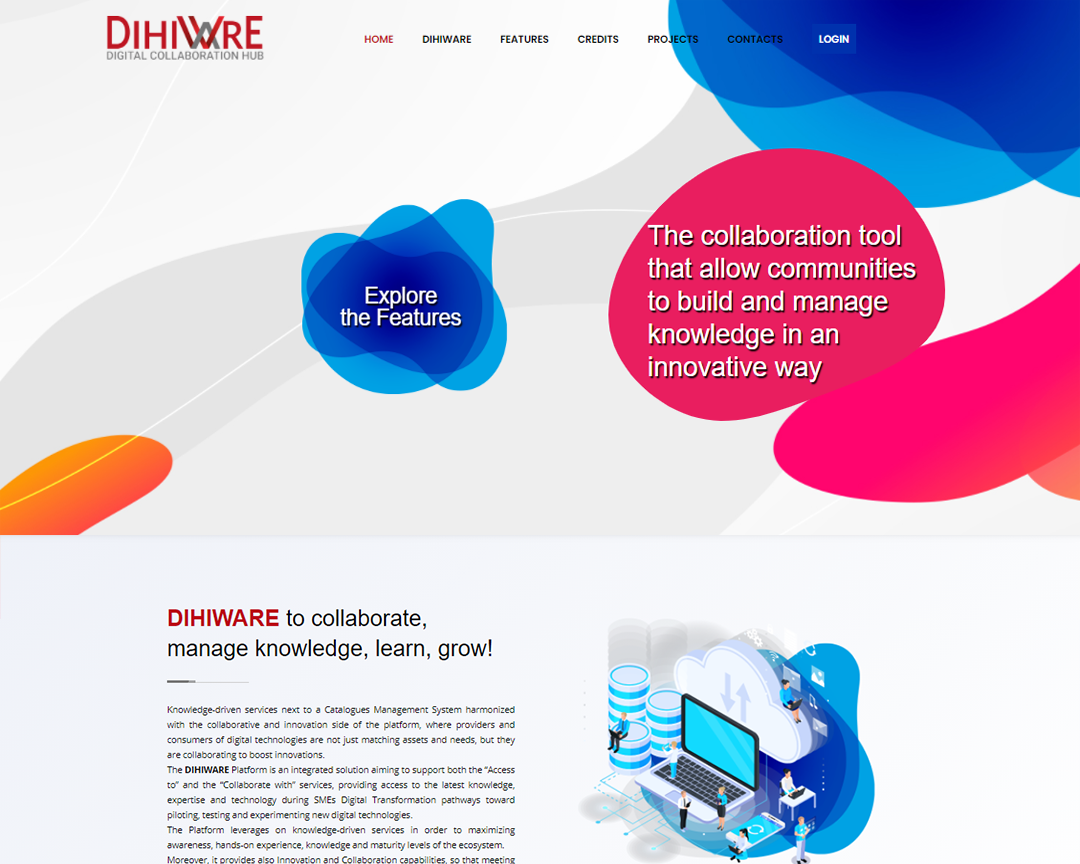 DIHIWARE
DIGITAL COLLABORATION HUB
HOME DIHIWARE FEATURES CREDITS PROJECTS CONTACTS LOGIN
The collaboration tool
that allow communities
to build and manage
knowledge in an
innovative way
Explore
the Features
DIHIWARE to collaborate,
manage knowledge, learn, grow!
Knowledge-driven services next to a Catalogues Management System harmonized
with the collaborative and innovation side of the platform, where providers and
consumers of digital technologies are not just matching assets and needs, but they
are collaborating to boost innovations.
The DIHIWARE Platform is an integrated solution aiming to support both the “Access
to” and the “Collaborate with” services, providing access to the latest knowledge,
expertise and technology during SMEs Digital Transformation pathways toward
piloting, testing and experimenting new digital technologies.
The Platform leverages on knowledge-driven services in order to maximizing
awareness, hands-on experience, knowledge and maturity levels of the ecosystem.
Moreover, it provides also Innovation and Collaboration capabilities, so that meeting